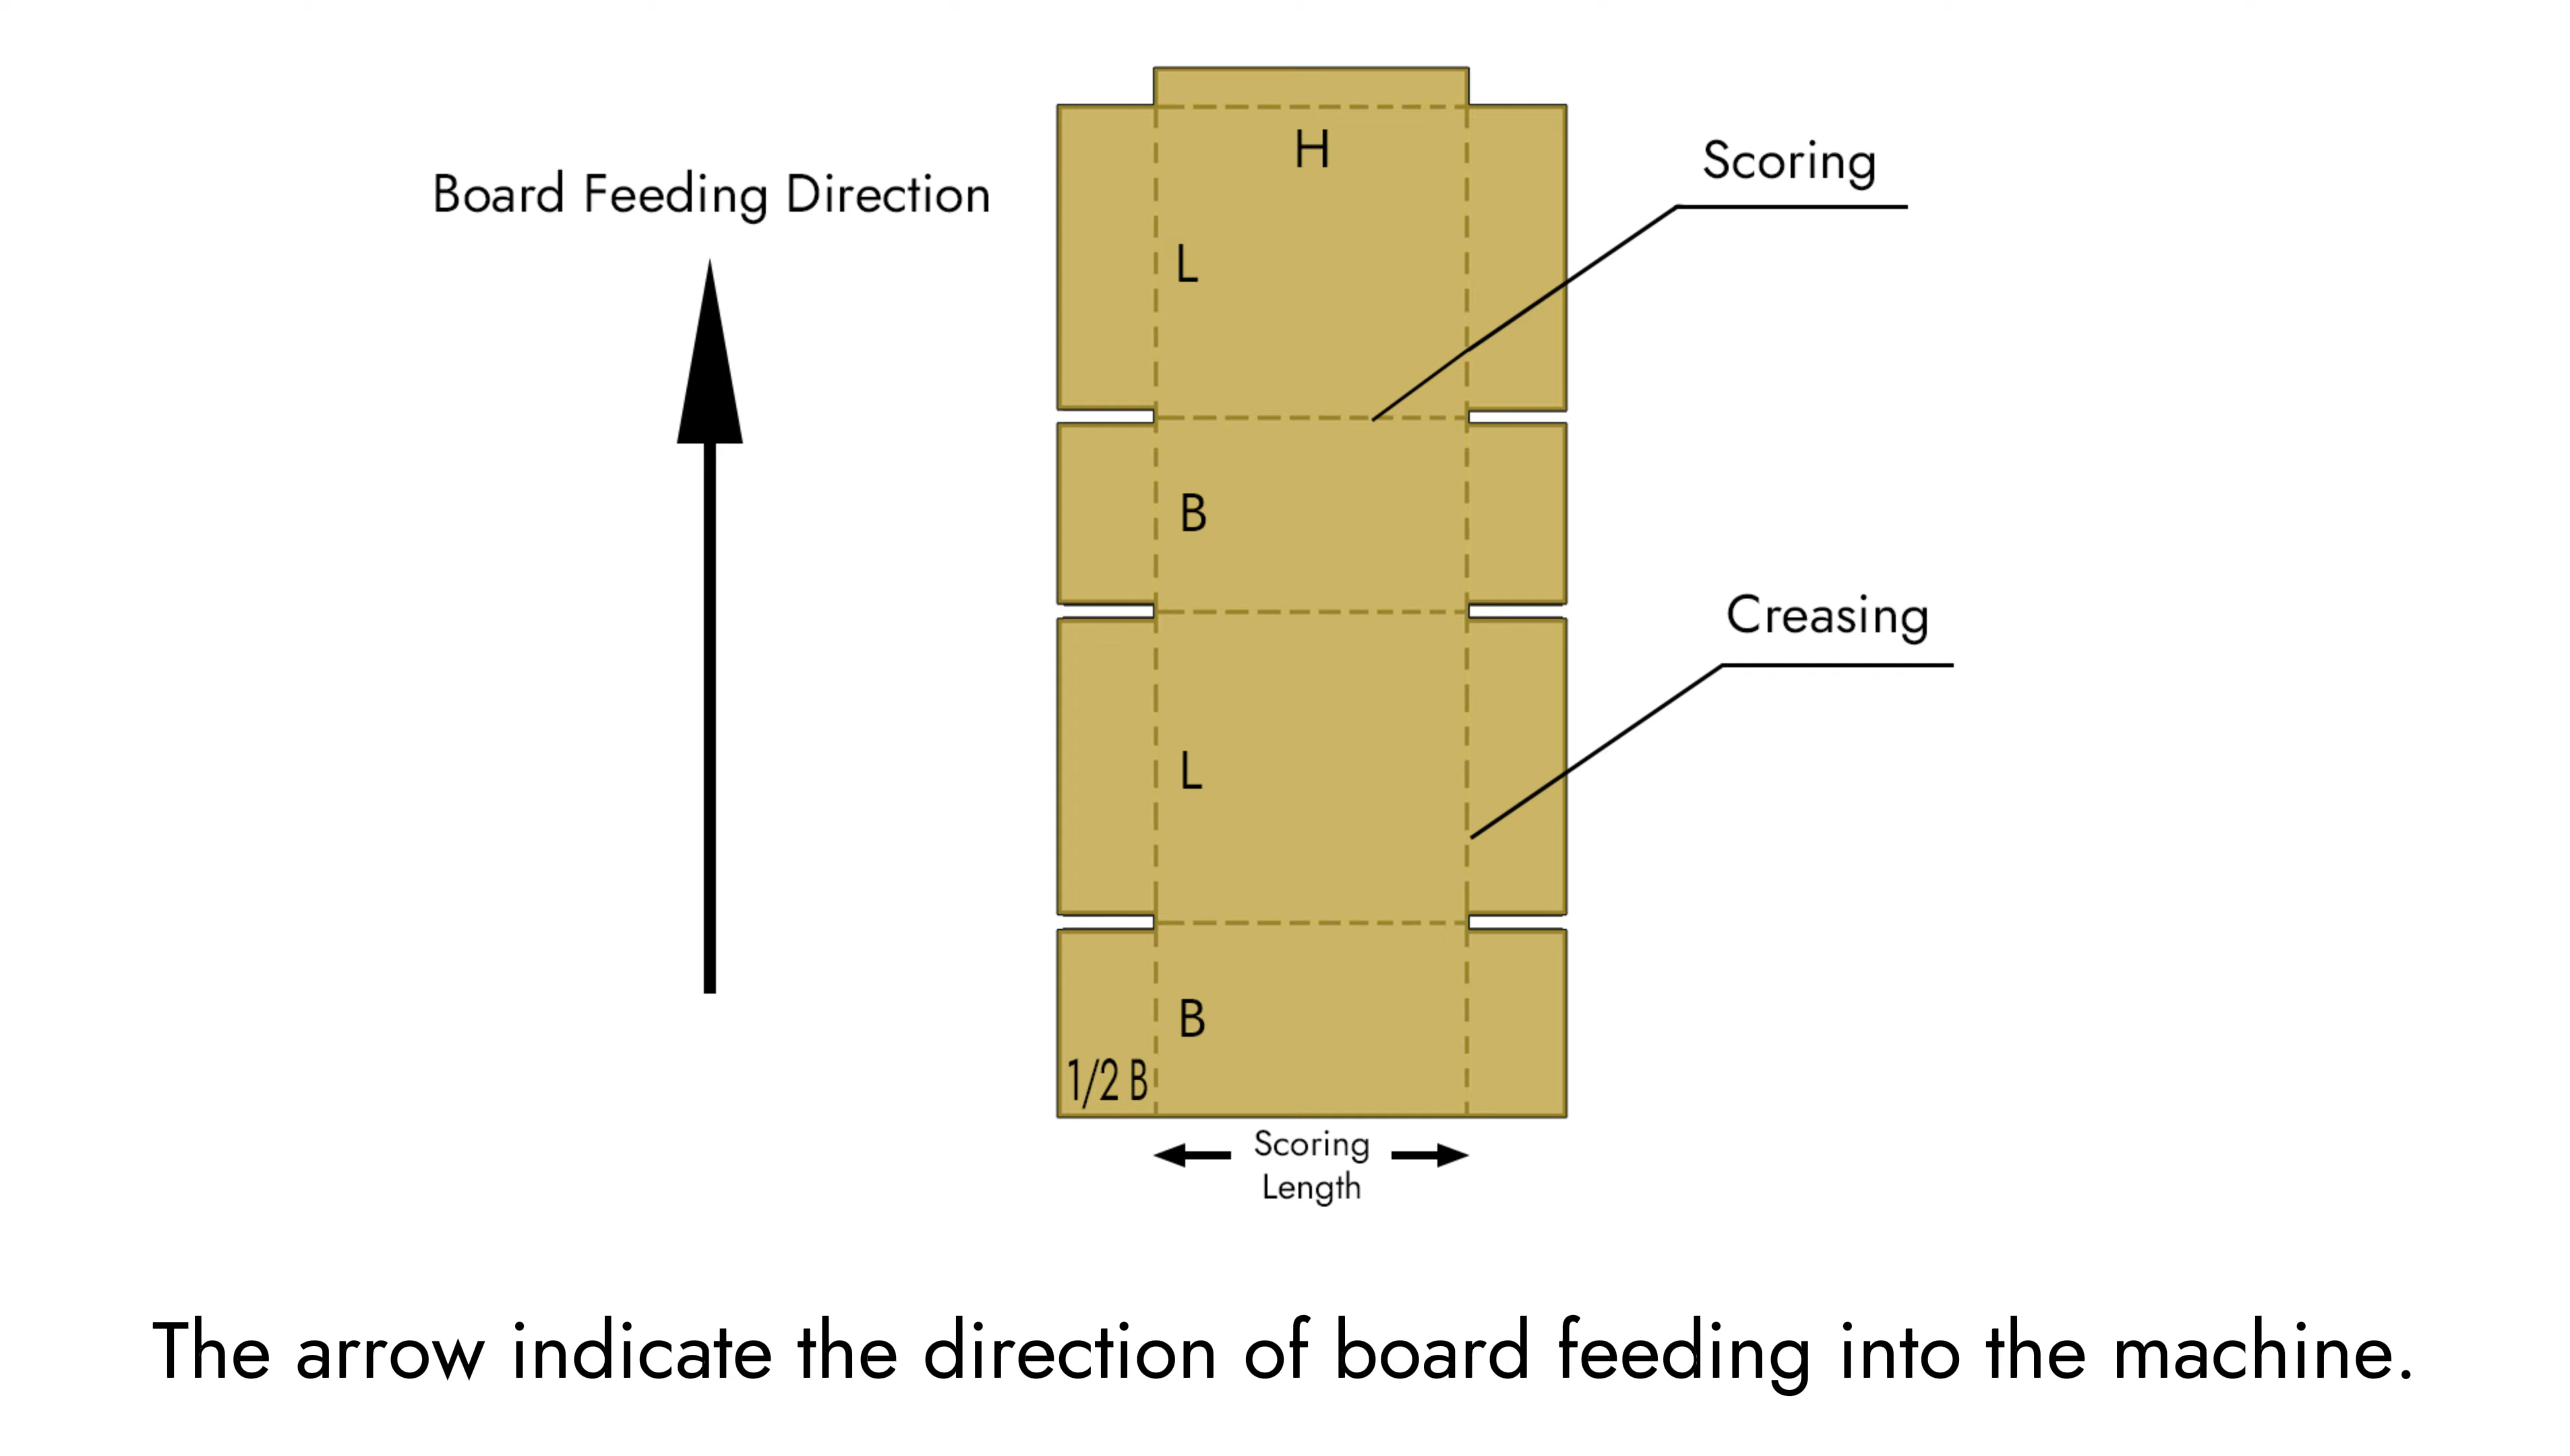 Board Feeding Direction
H
Scoring
L
B
Creasing
L
B
1/2 B
Scoring
Length
The arrow indicate the direction of board feeding into the machine.